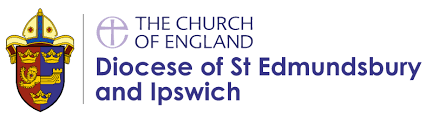 THE CHURCH
OF ENGLAND
Diocese of St Edmundsbury
and Ipswich